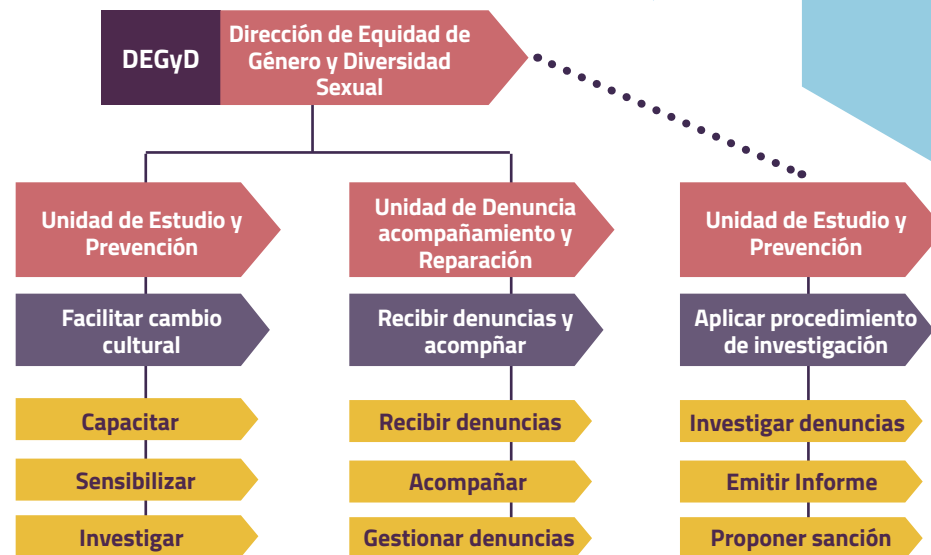 DEGyD
Dirección de Equidad de
Género y Diversidad
Sexual
Unidad de Estudio y
Prevención
Facilitar cambio
cultural
Capacitar
Sensibilizar
Investigar
Unidad de Denuncia
acompañamiento y
Reparación
Recibir denuncias y
acompñar
Recibir denuncias
Acompañar
Gestionar denuncias
Unidad de Estudio y
Prevención
Aplicar procedimiento
de investigación
Investigar denuncias
Emitir Informe
Proponer sanción